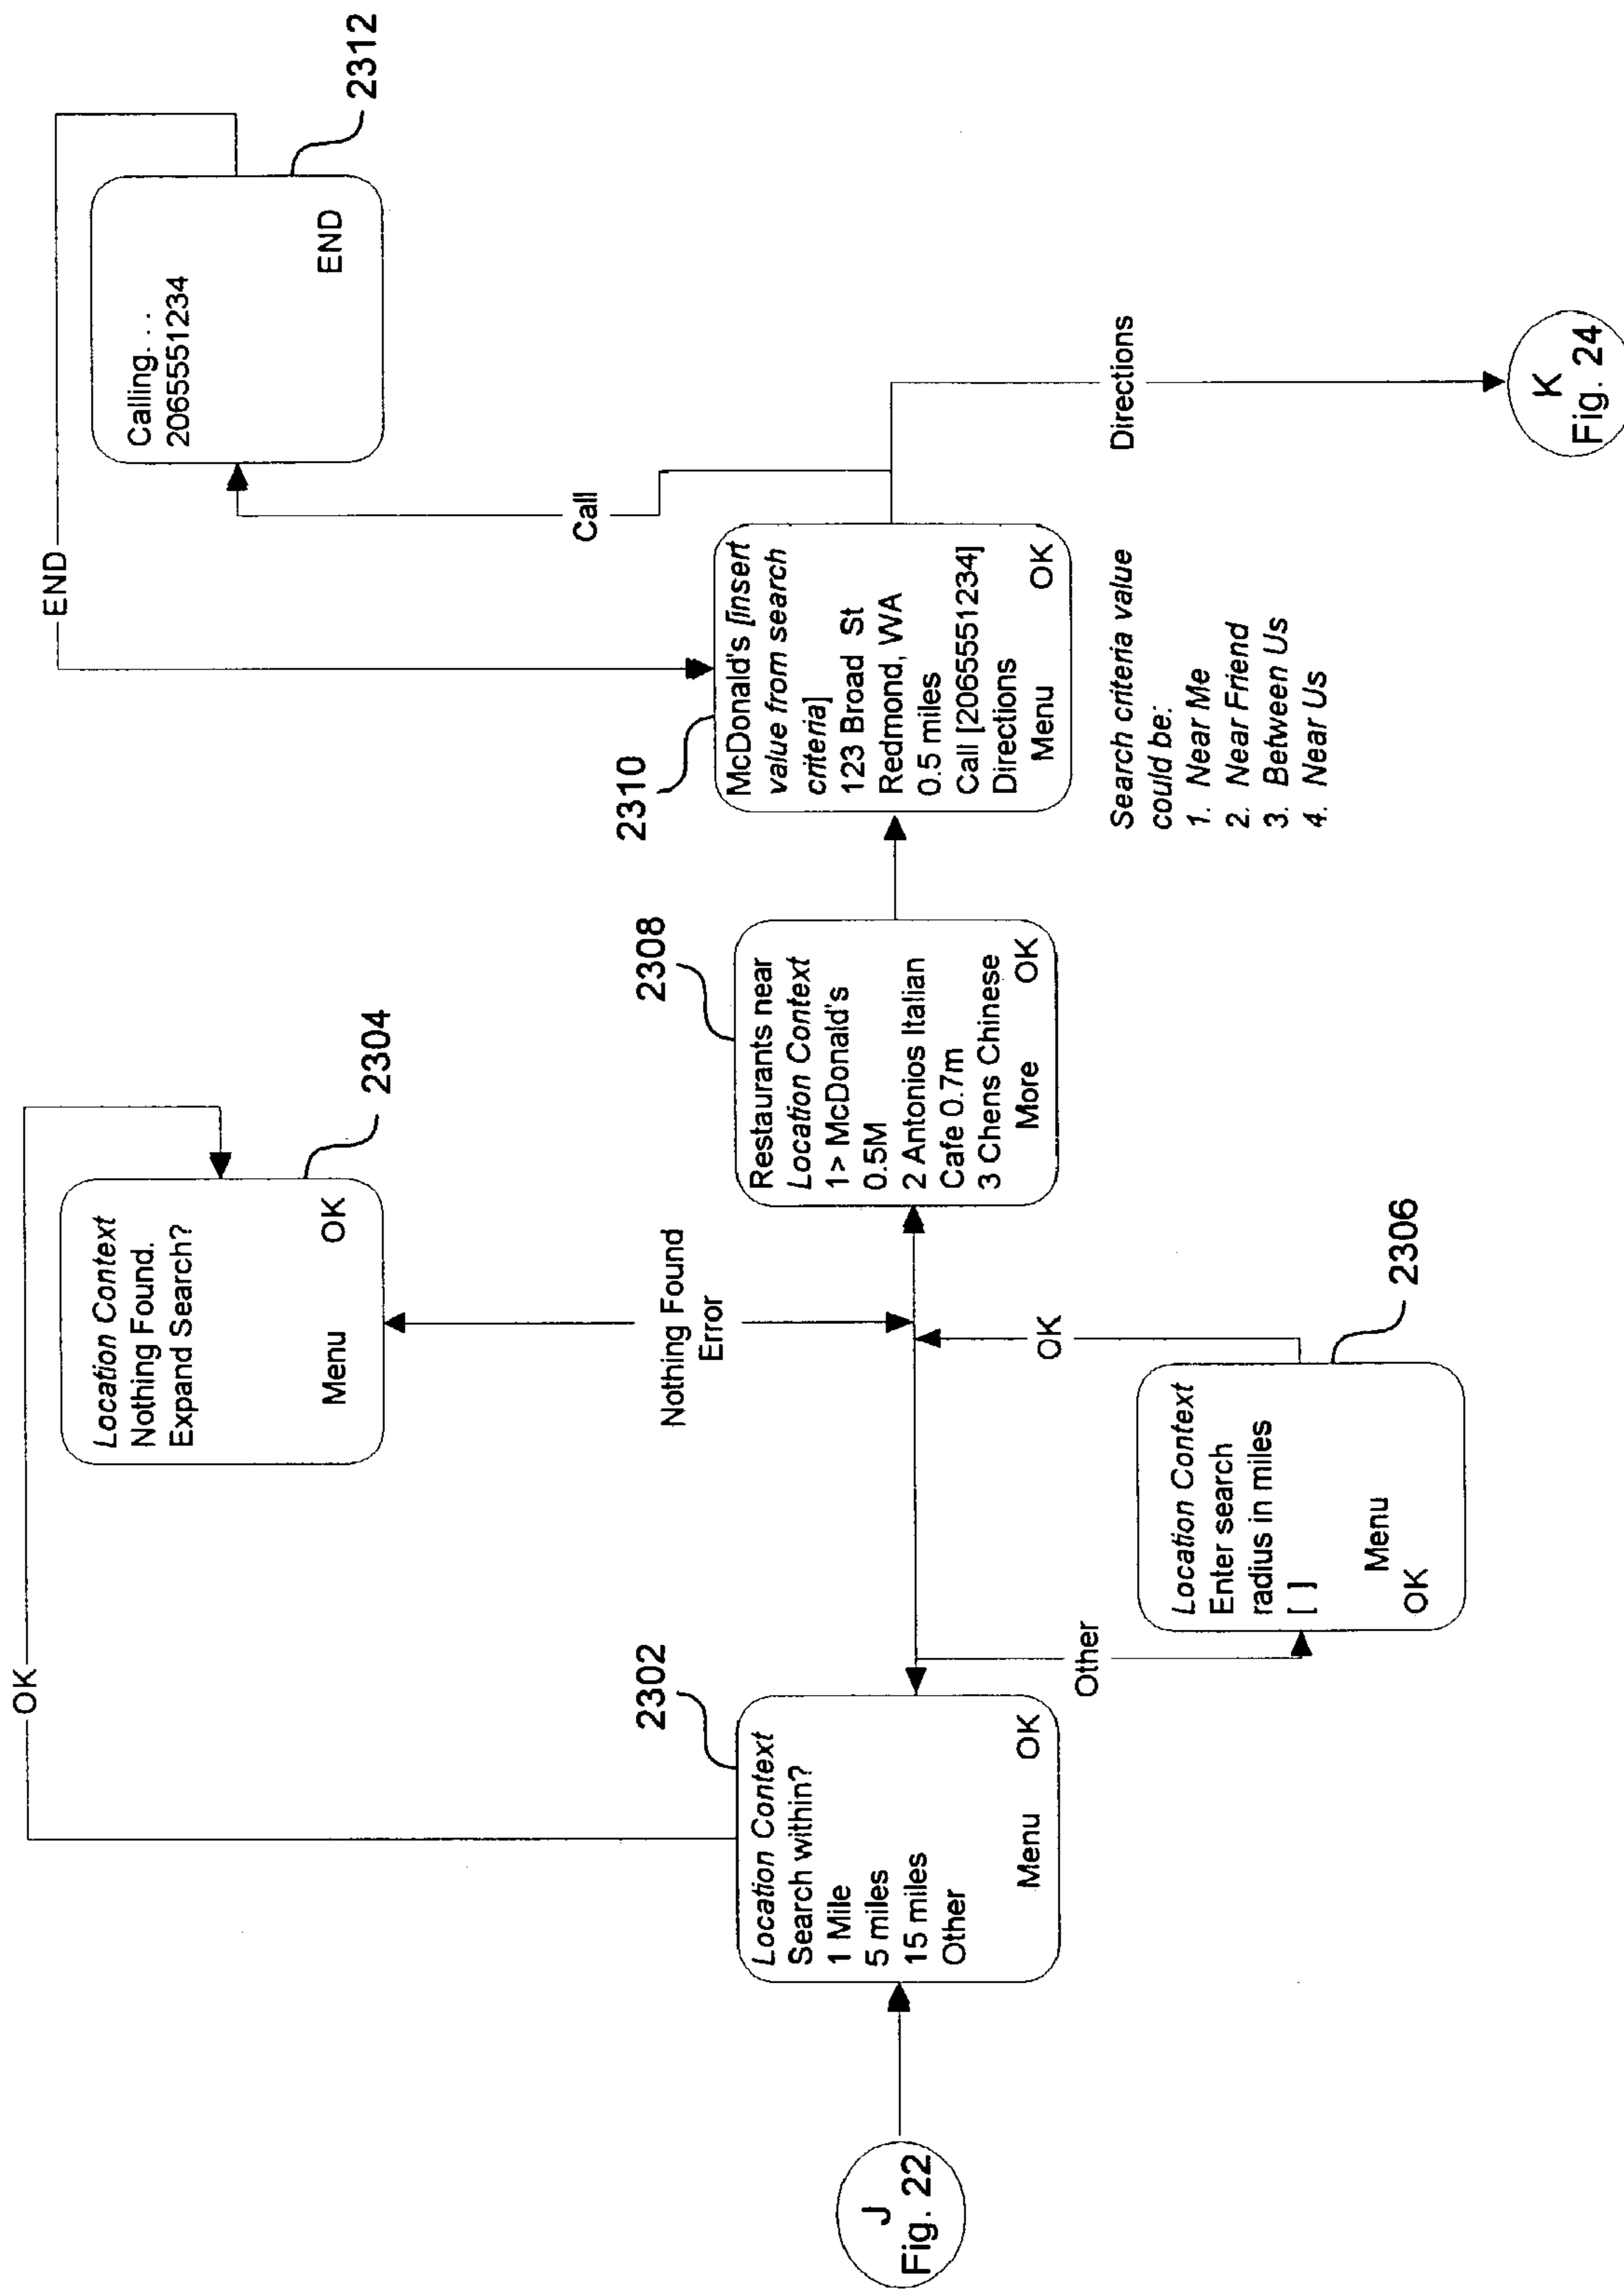 OK
Location Context
Nothing Found.
Expand Search?
Menu OK
2304
END
Calling. . .
2065551234
END
2312
Nothing Found
Error
Call
J
Fig. 22
2302
Location Context
Search within?
1 Mile
5 miles
15 miles
Other
Menu OK
2308
Restaurants near
Location Context
1> McDonald's
0.5M
2 Antonios Italian
Cafe 0.7m
3 Chens Chinese
More OK
2310
McDonald's [insert
value from search
criteria]
123 Broad St
Redmond, WA
0.5 miles
Call [2065551234]
Directions
Menu OK
Other
OK
Location Context
Enter search
radius in miles
[ ]
Menu
OK
2306
Search criteria value
could be:
1. Near Me
2. Near Friend
3. Between Us
4. Near Us
Directions
K
Fig. 24